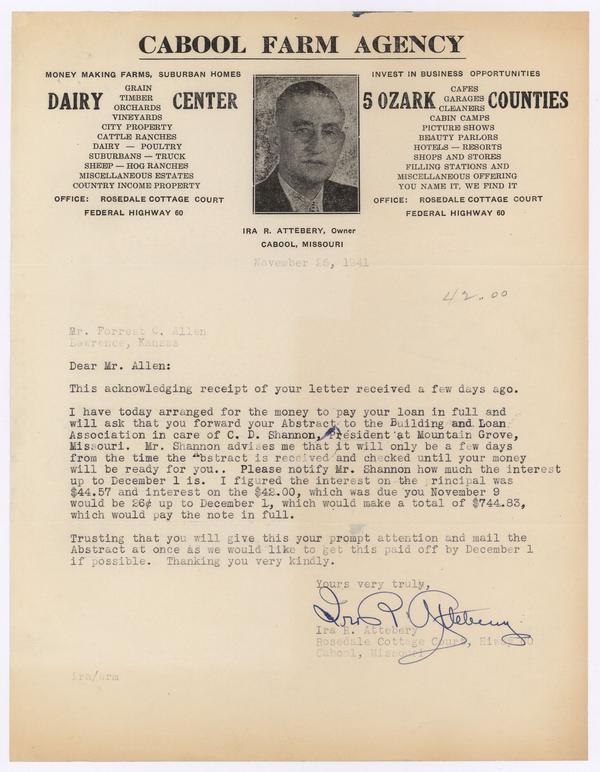 CABOOL FARM AGENCY
MONEY MAKING FARMS, SUBURBAN HOMES
DAIRY CENTER
GRAIN
TIMBER
ORCHARDS
VINEYARDS
CITY PROPERTY
CATTLE RANCHES
DAIRY — POULTRY
SUBURBANS — TRUCK
SHEEP — HOG RANCHES
MISCELLANEOUS ESTATES
COUNTRY INCOME PROPERTY
OFFICE: ROSEDALE COTTAGE COURT
FEDERAL HIGHWAY 60
INVEST IN BUSINESS OPPORTUNITIES
5 OZARK COUNTIES
CAFES
GARAGES
CLEANERS
CABIN CAMPS
PICTURE SHOWS
BEAUTY PARLORS
HOTELS — RESORTS
SHOPS AND STORES
FILLING STATIONS AND
MISCELLANEOUS OFFERING
YOU NAME IT, WE FIND IT
OFFICE: ROSEDALE COTTAGE COURT
FEDERAL HIGHWAY 60
IRA R. ATTEBERY, Owner
CABOOL, MISSOURI
November 25, 1941
42.00
Mr. Forrest C. Allen
Lawrence, Kansas
Dear Mr. Allen:
This acknowledging receipt of your letter received a few days ago.
I have today arranged for the money to pay your loan in full and
will ask that you forward your Abstract to the Building and Loan
Association in care of C. D. Shannon, President at Mountain Grove,
Missouri. Mr. Shannon advises me that it will only be a few days
from the time the Abstract is received and checked until your money
will be ready for you.. Please notify Mr. Shannon how much the interest
up to December 1 is. I figured the interest on the principal was
$44.57 and interest on the $42.00, which was due you November 9
would be 26¢ up to December 1, which would make a total of $744.83,
which would pay the note in full.
Trusting that you will give this your prompt attention and mail the
Abstract at once as we would like to get this paid off by December 1
if possible. Thanking you very kindly.
Yours very truly,
Ira R. Attebery
Ira R. Attebery
Rosedale Cottage Court,
Cabool, Missouri
ira/arm